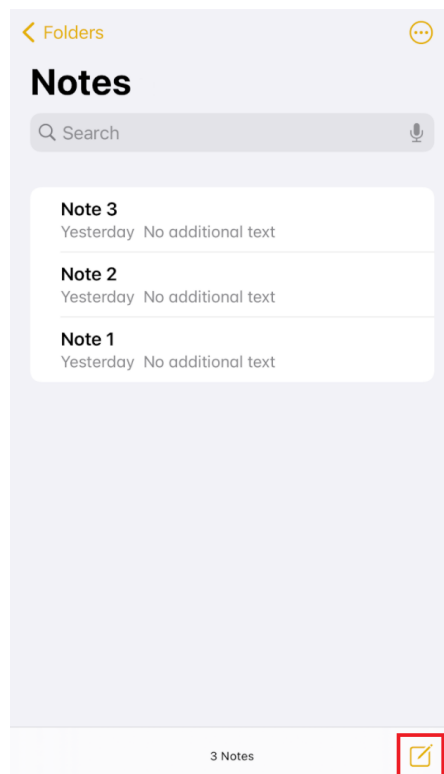 Folders
Notes
Search
Note 3
Yesterday No additional text
Note 2
Yesterday No additional text
Note 1
Yesterday No additional text
3 Notes